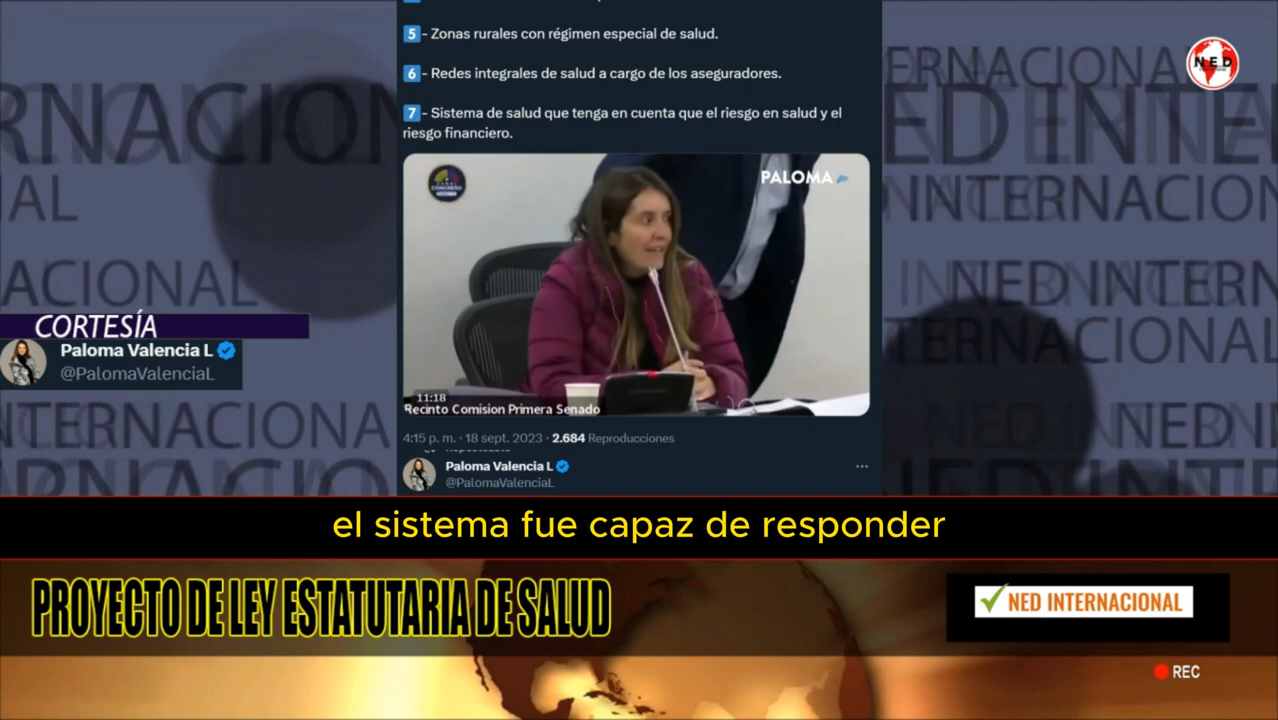 5 - Zonas rurales con régimen especial de salud.
6 - Redes integrales de salud a cargo de los aseguradores.
7 - Sistema de salud que tenga en cuenta que el riesgo en salud y el
riesgo financiero.
NED
PALOMA
CORTESÍA
Paloma Valencia L
@PalomaValenciaL
11:18
Recinto Comision Primera Senado
4:15 p. m. · 18 sept. 2023 · 2.684 Reproducciones
Paloma Valencia L
@PalomaValenciaL
el sistema fue capaz de responder
PROYECTO DE LEY ESTATUTARIA DE SALUD
NED INTERNACIONAL
REC